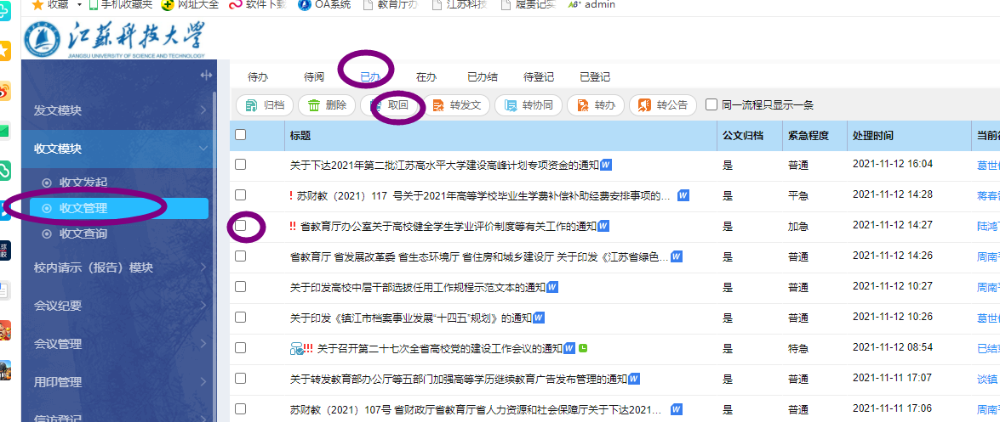 收藏 手机收藏夹 网址大全 软件下载 OA系统 教育厅办 江苏科技 admin
江苏科技大学
JIANGSU UNIVERSITY OF SCIENCE AND TECHNOLOGY
待办 待阅 已办 在办 已办结 待登记 已登记
归档 删除 取回 转发文 转协同 转办 转公告 同一流程只显示一条
发文模块
收文模块
收文发起
收文管理
收文查询
校内请示（报告）模块
会议纪要
会议管理
用印管理
信访登记
标题 公文归档 紧急程度 处理时间 当前
关于下达2021年第二批江苏高水平大学建设高峰计划专项资金的通知 是 普通 2021-11-12 16:04 葛世
! 苏财教（2021）117 号关于2021年高等学校毕业生学费补偿补助经费安排事项的... 是 平急 2021-11-12 14:28 蒋春
!! 省教育厅办公室关于高校健全学生学业评价制度等有关工作的通知 是 加急 2021-11-12 14:27 陆鸿
省教育厅 省发展改革委 省生态环境厅 省住房和城乡建设厅 关于印发《江苏省绿色... 是 普通 2021-11-12 14:26 周南
关于印发高校中层干部选拔任用工作规程示范文本的通知 是 普通 2021-11-12 10:27 周南
关于印发《镇江市档案事业发展“十四五”规划》的通知 是 普通 2021-11-12 10:26 葛世
!!! 关于召开第二十七次全省高校党的建设工作会议的通知 是 特急 2021-11-12 08:54 已结
关于转发教育部办公厅等五部门加强高等学历继续教育广告发布管理的通知 是 普通 2021-11-11 17:07 谈镇
苏财教（2021）107号 省财政厅省教育厅省人力资源和社会保障厅关于下达2021... 是 普通 2021-11-11 17:06 周南